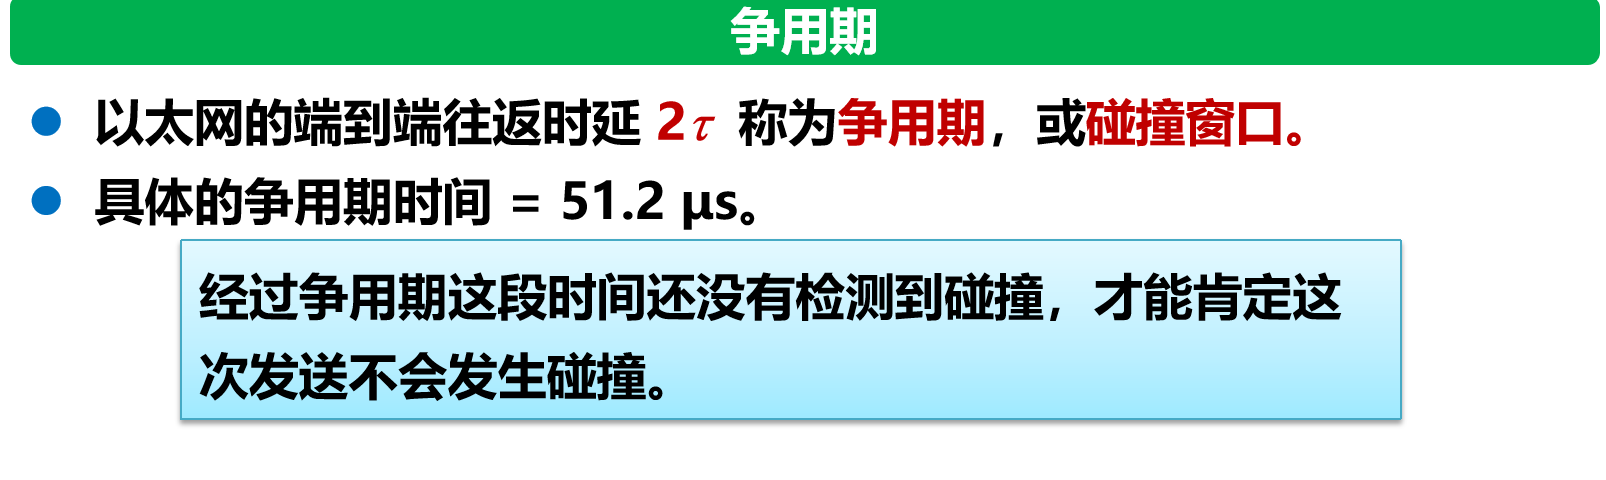 争用期
以太网的端到端往返时延 2τ 称为争用期，或碰撞窗口。
具体的争用期时间 = 51.2 μs。
经过争用期这段时间还没有检测到碰撞，才能肯定这
次发送不会发生碰撞。